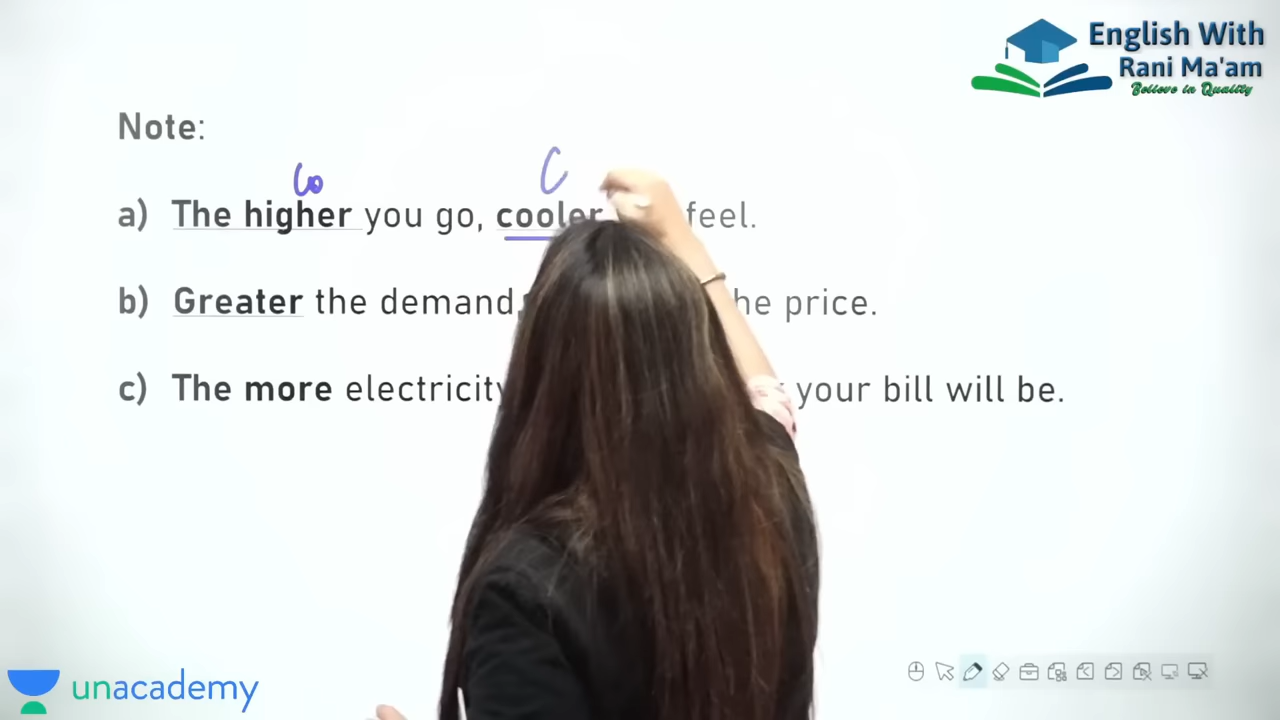 English With
Rani Ma'am
Believe in Quality
Note:
Co C
a) The higher you go, cooler feel.
b) Greater the demand, the price.
c) The more electricity your bill will be.
unacademy